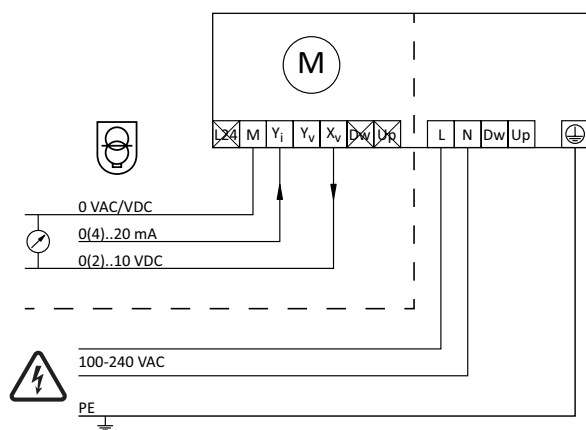 M
L24 M Yi Yv Xv Dw Up L N Dw Up
0 VAC/VDC
0(4)..20 mA
0(2)..10 VDC
100-240 VAC
PE